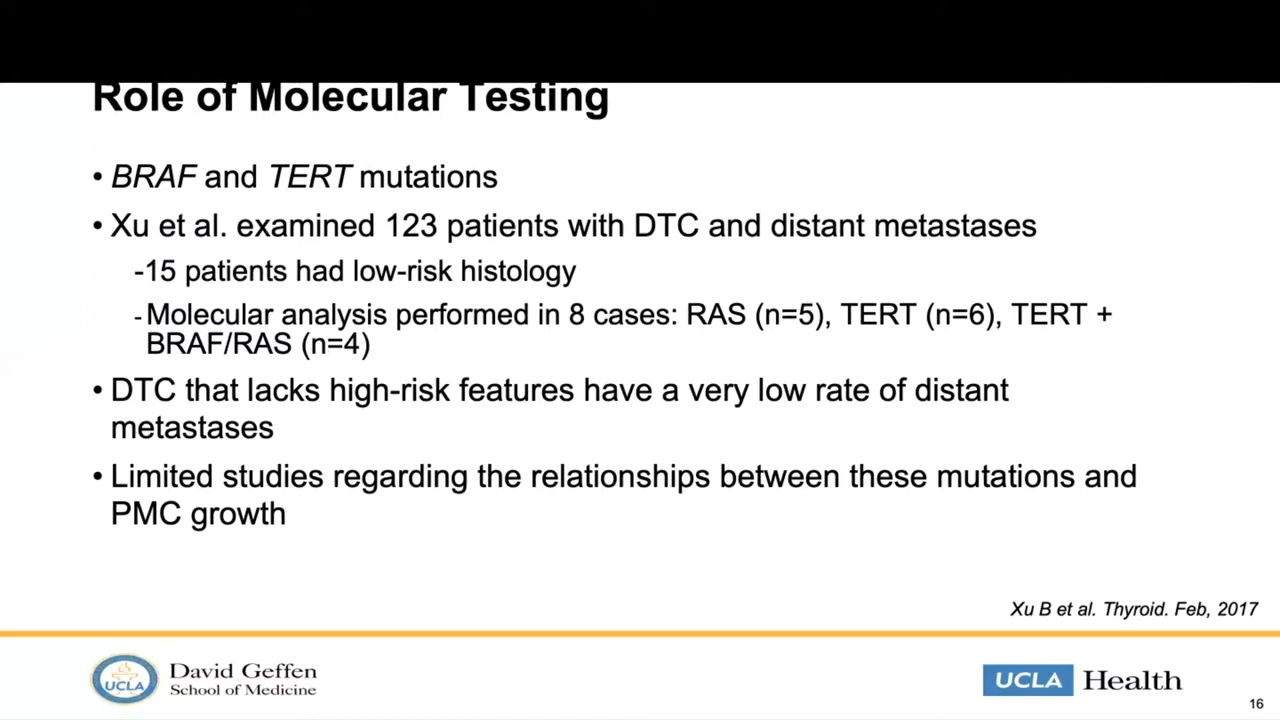 Role of Molecular Testing
• BRAF and TERT mutations
• Xu et al. examined 123 patients with DTC and distant metastases
-15 patients had low-risk histology
- Molecular analysis performed in 8 cases: RAS (n=5), TERT (n=6), TERT +
BRAF/RAS (n=4)
• DTC that lacks high-risk features have a very low rate of distant
metastases
• Limited studies regarding the relationships between these mutations and
PMC growth
Xu B et al. Thyroid. Feb, 2017
UCLA
David Geffen
School of Medicine
UCLA Health
16